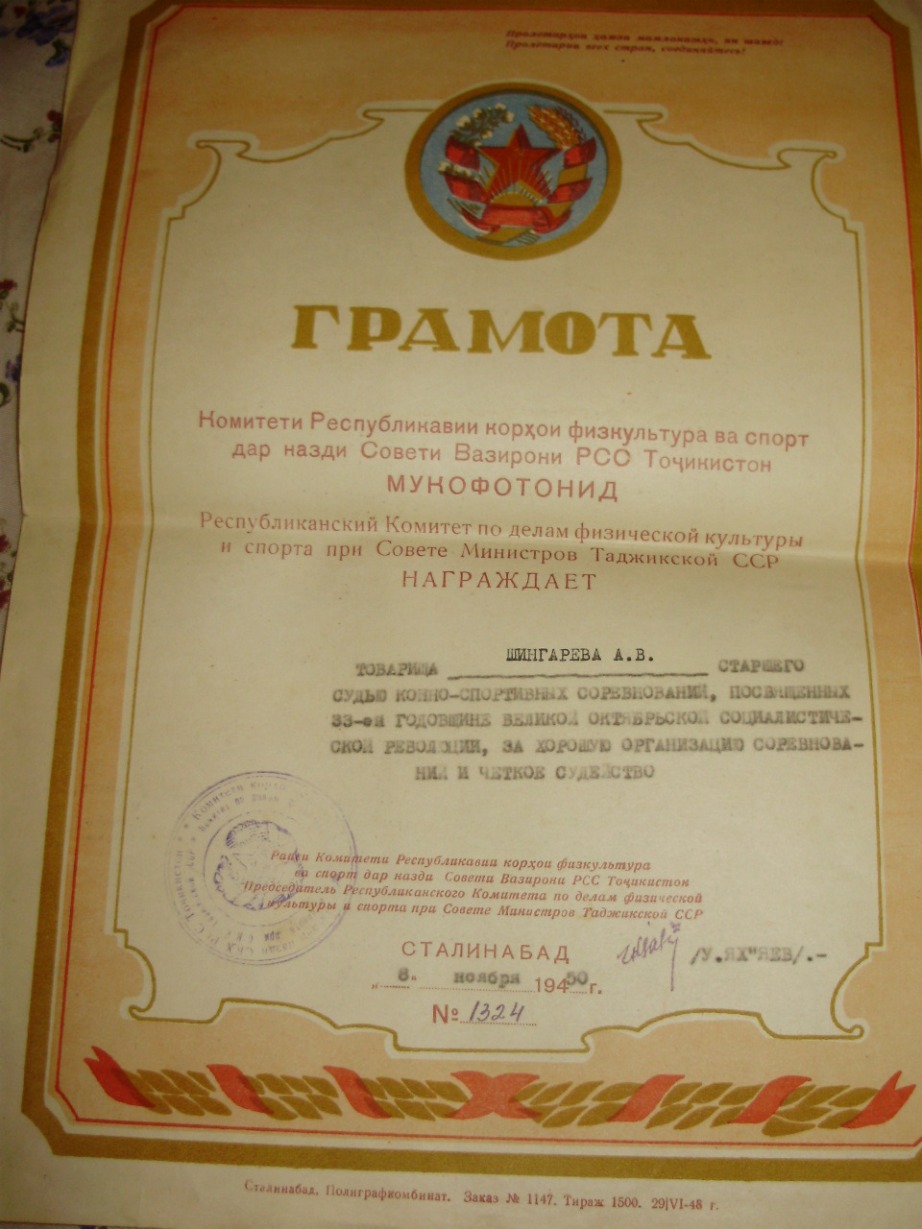 Пролетарҳои ҳамаи мамлакатҳо, як шавед!
Пролетарии всех стран, соединяйтесь!
ГРАМОТА
Комитети Республикавии корҳои физкультура ва спорт
дар назди Совети Вазирони РСС Тоҷикистон
МУКОФОТОНИД
Республиканский Комитет по делам физической культуры
и спорта при Совете Министров Таджикской ССР
НАГРАЖДАЕТ
ТОВАРИЩА ШИНГАРЕВА А.В. СТАРШЕГО
СУДЬЮ КОННО-СПОРТИВНЫХ СОРЕВНОВАНИЙ, ПОСВЯЩЕННЫХ
33-ей ГОДОВЩИНЕ ВЕЛИКОЙ ОКТЯБРЬСКОЙ СОЦИАЛИСТИЧЕ-
СКОЙ РЕВОЛЮЦИИ, ЗА ХОРОШУЮ ОРГАНИЗАЦИЮ СОРЕВНОВА-
НИЙ И ЧЕТКОЕ СУДЕЙСТВО
Раиси Комитети Республикавии корҳои физкультура
ва спорт дар назди Совети Вазирони РСС Тоҷикистон
Председатель Республиканского Комитета по делам физической
культуры и спорта при Совете Министров Таджикской ССР
СТАЛИНАБАД
/У.ЯХ"ЯЕВ/.-
„8" ноября 19450 г.
№ 1324
Сталинабад, Полиграфкомбинат. Заказ № 1147. Тираж 1500. 29|VI-48 г.